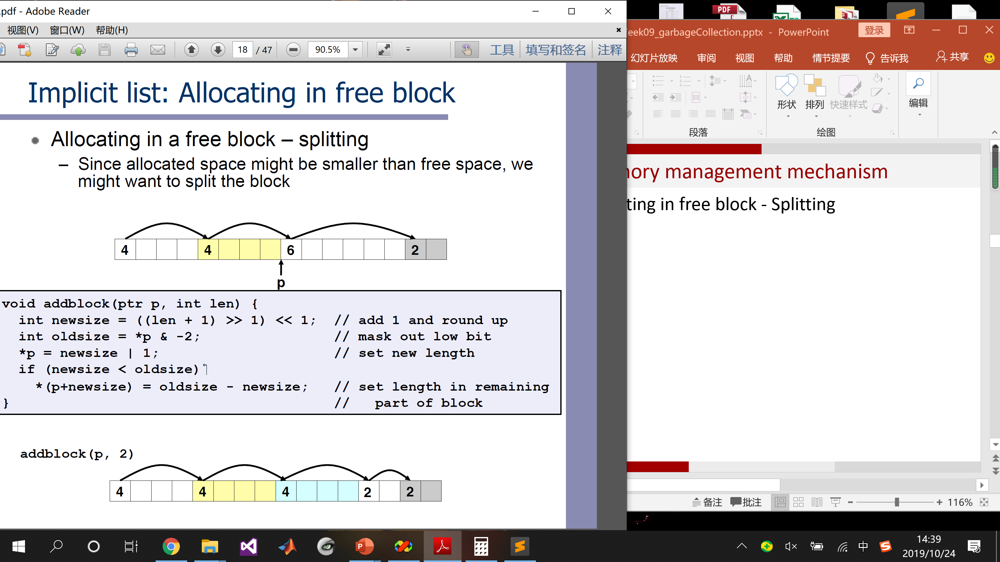 .pdf - Adobe Reader
视图(V) 窗口(W) 帮助(H)
18 / 47 90.5% 工具 填写和签名 注释
Implicit list: Allocating in free block
Allocating in a free block – splitting
– Since allocated space might be smaller than free space, we
might want to split the block
4 4 6 2
p
void addblock(ptr p, int len) {
int newsize = ((len + 1) >> 1) << 1; // add 1 and round up
int oldsize = *p & -2; // mask out low bit
*p = newsize | 1; // set new length
if (newsize < oldsize)
*(p+newsize) = oldsize - newsize; // set length in remaining
} // part of block
addblock(p, 2)
4 4 4 2 2
PDF
eek09_garbageCollection.pptx - PowerPoint
登录
幻灯片放映 审阅 视图 帮助 情节提要 告诉我 共享
形状 排列 快速样式 编辑
段落 绘图
ory management mechanism
ting in free block - Splitting
备注 批注 116%
中
14:39
2019/10/24